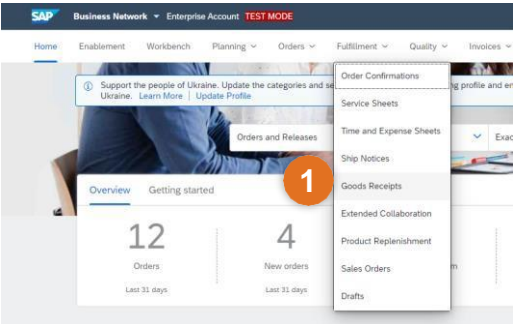 SAP Business Network Enterprise Account TEST MODE
Home Enablement Workbench Planning Orders Fulfillment Quality Invoices
Support the people of Ukraine. Update the categories and se
ng profile and en
Ukraine. Learn More | Update Profile
Order Confirmations
Service Sheets
Time and Expense Sheets
Ship Notices
Goods Receipts
Extended Collaboration
Product Replenishment
Sales Orders
Drafts
Orders and Releases
Exac
1
Overview Getting started
12 4
Orders New orders
m
Last 31 days Last 31 days